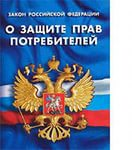 ЗАКОН РОССИЙСКОЙ ФЕДЕРАЦИИ
О ЗАЩИТЕ ПРАВ
ПОТРЕБИТЕЛЕЙ